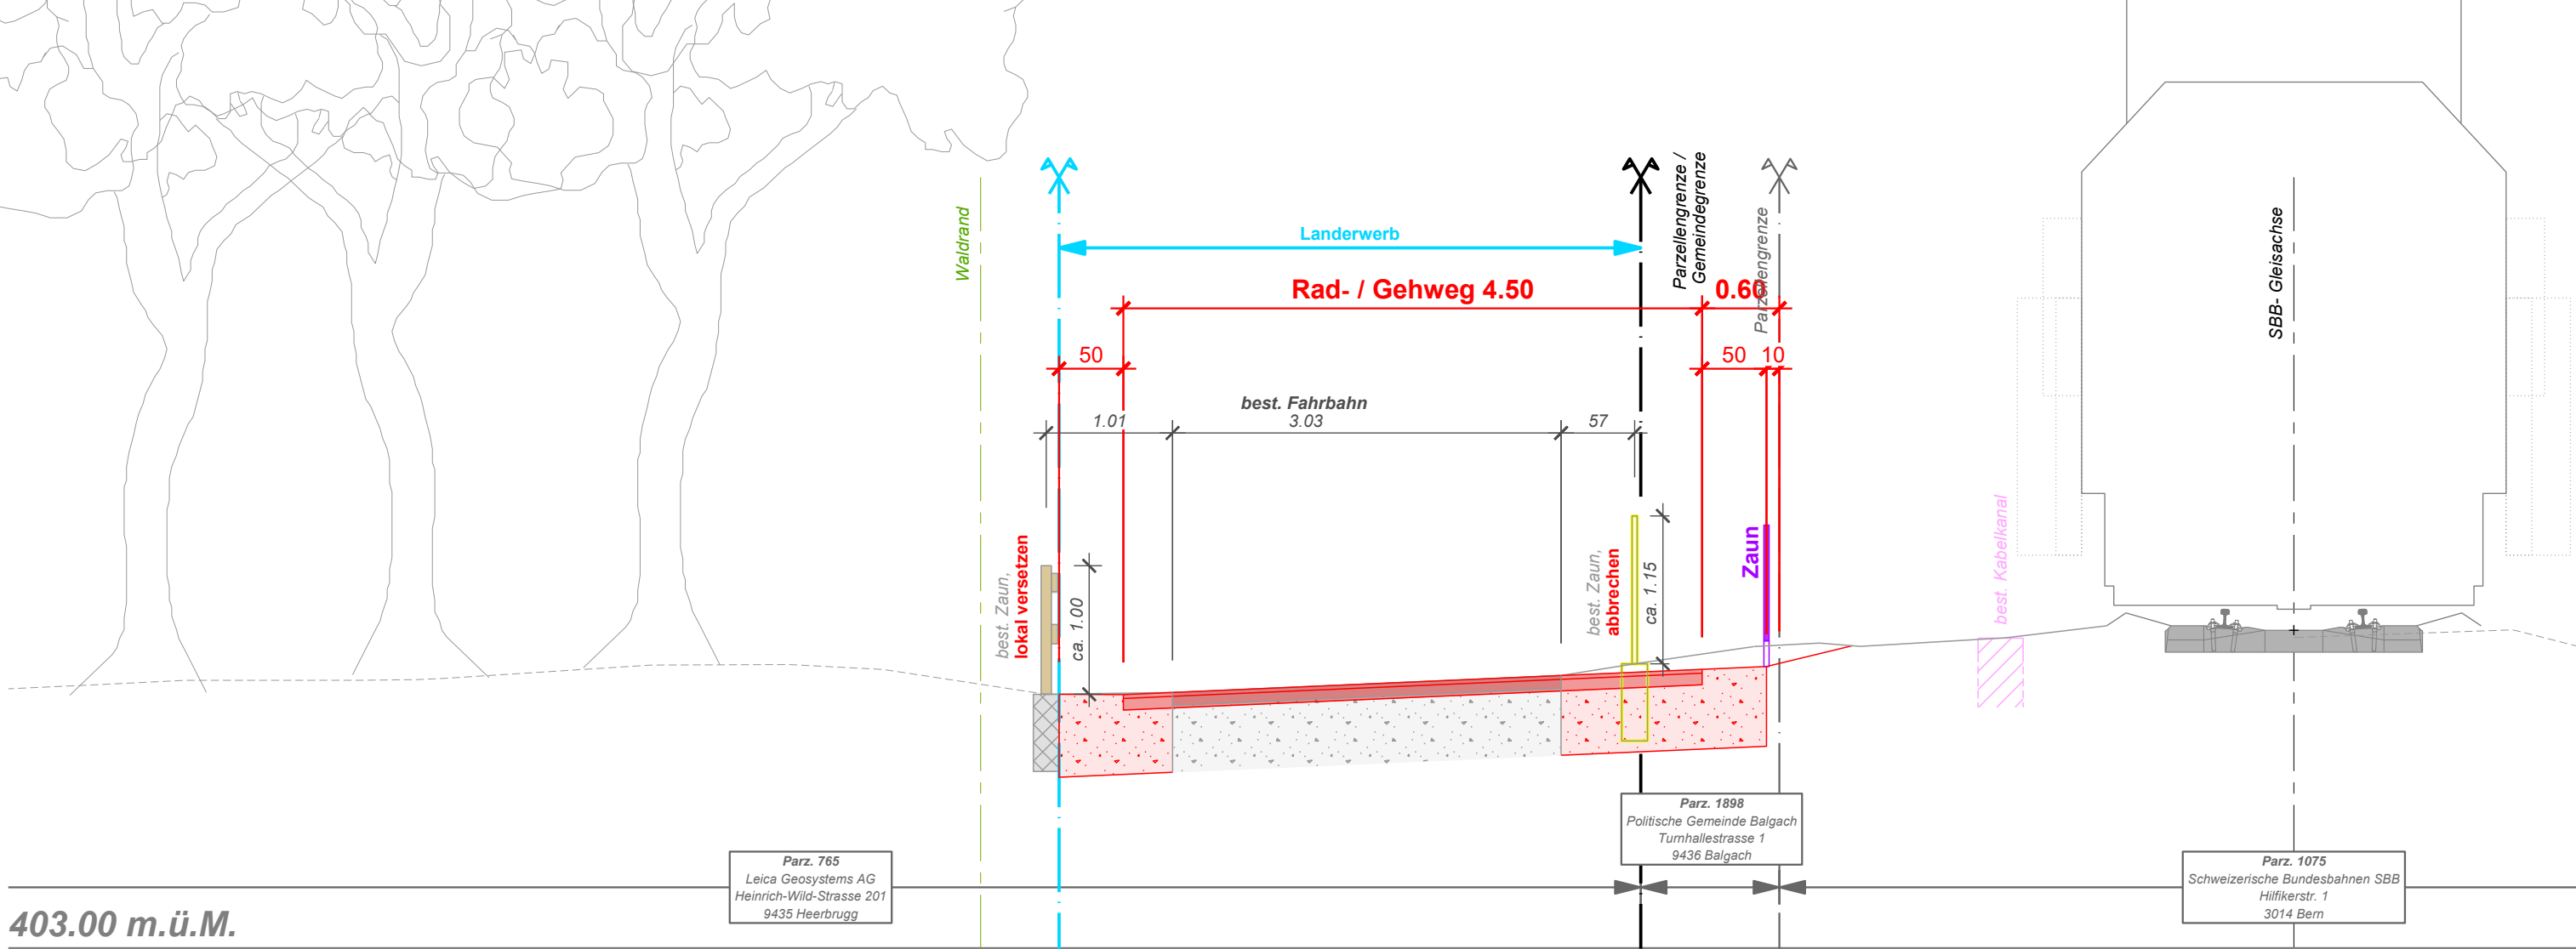 Waldrand
Landerwerb
Parzellengrenze /
Gemeindegrenze
Parzellengrenze
SBB- Gleisachse
Rad- / Gehweg 4.50
0.60
50
50
10
best. Fahrbahn
1.01
3.03
57
best. Zaun,
lokal versetzen
ca. 1.00
best. Zaun,
abbrechen
ca. 1.15
Zaun
best. Kabelkanal
Parz. 1898
Politische Gemeinde Balgach
Turnhallestrasse 1
9436 Balgach
Parz. 765
Leica Geosystems AG
Heinrich-Wild-Strasse 201
9435 Heerbrugg
Parz. 1075
Schweizerische Bundesbahnen SBB
Hilfikerstr. 1
3014 Bern
403.00 m.ü.M.